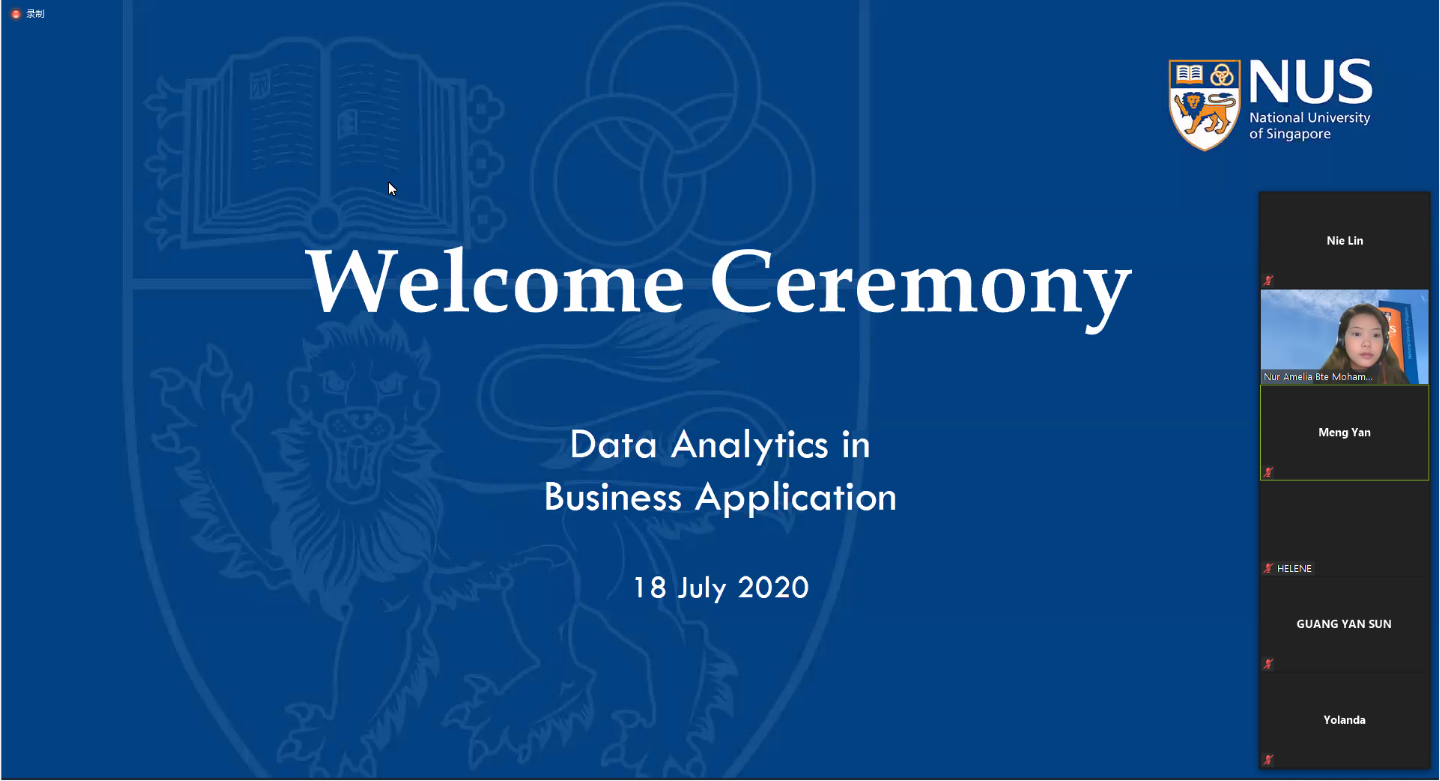 录制
NUS
National University
of Singapore
Welcome Ceremony
Data Analytics in
Business Application
18 July 2020
Nie Lin
Nur Amelia Bte Moham...
Meng Yan
HELENE
GUANG YAN SUN
Yolanda